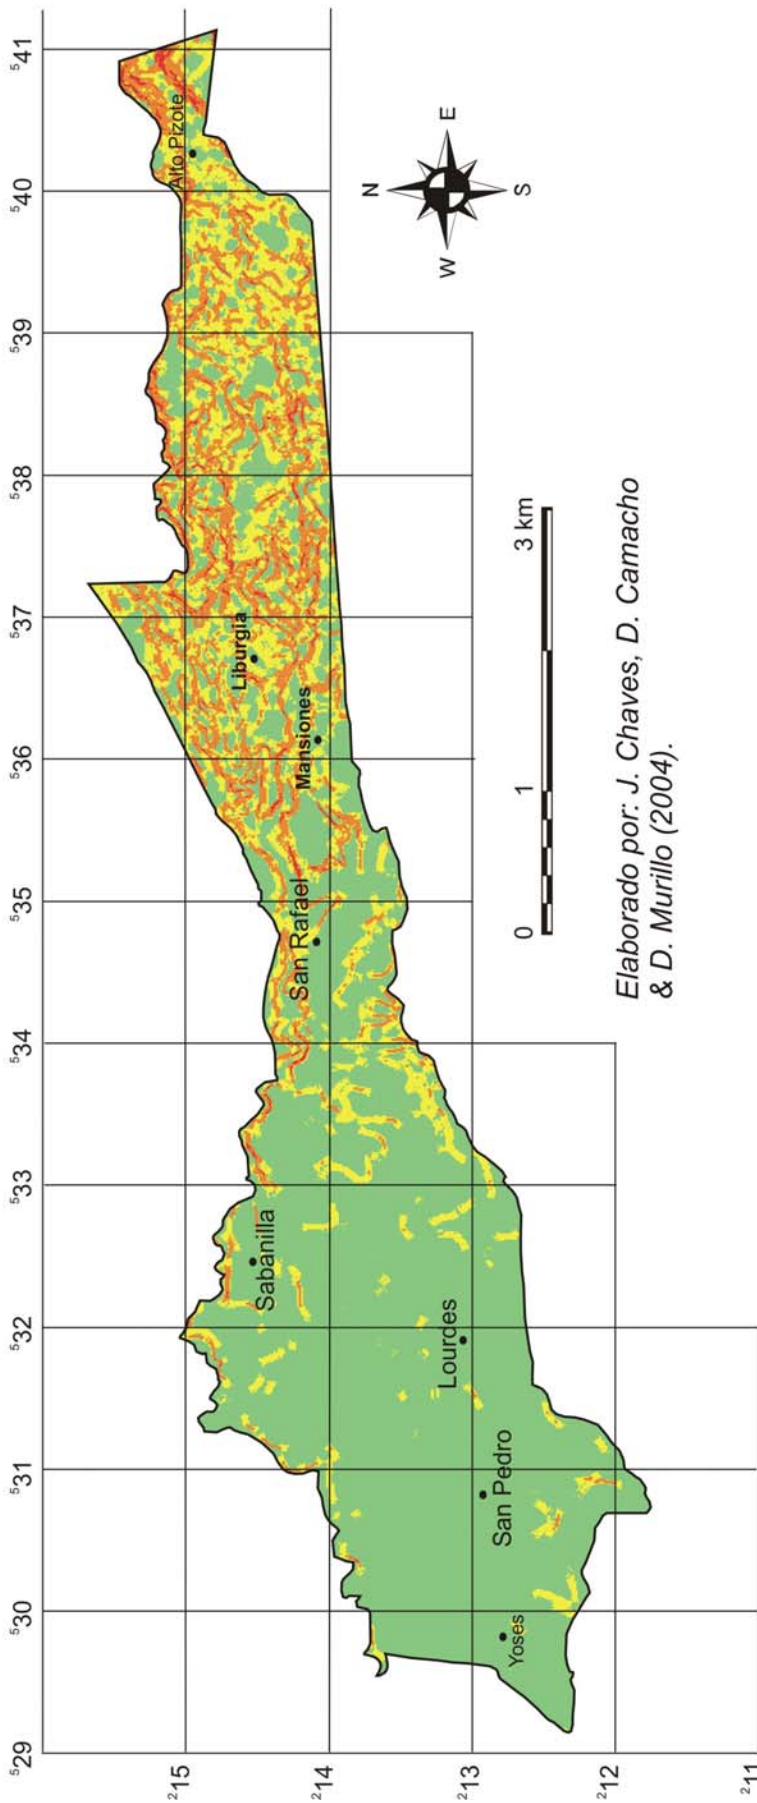 ⁵29
⁵30
⁵31
⁵32
⁵33
⁵34
⁵35
⁵36
⁵37
⁵38
⁵39
⁵40
⁵41
²15
²14
²13
²12
²11
Yoses
San Pedro
Lourdes
Sabanilla
San Rafael
Mansiones
Liburgia
Alto Pizote
N
W
E
S
0
1
3 km
Elaborado por: J. Chaves, D. Camacho
& D. Murillo (2004).